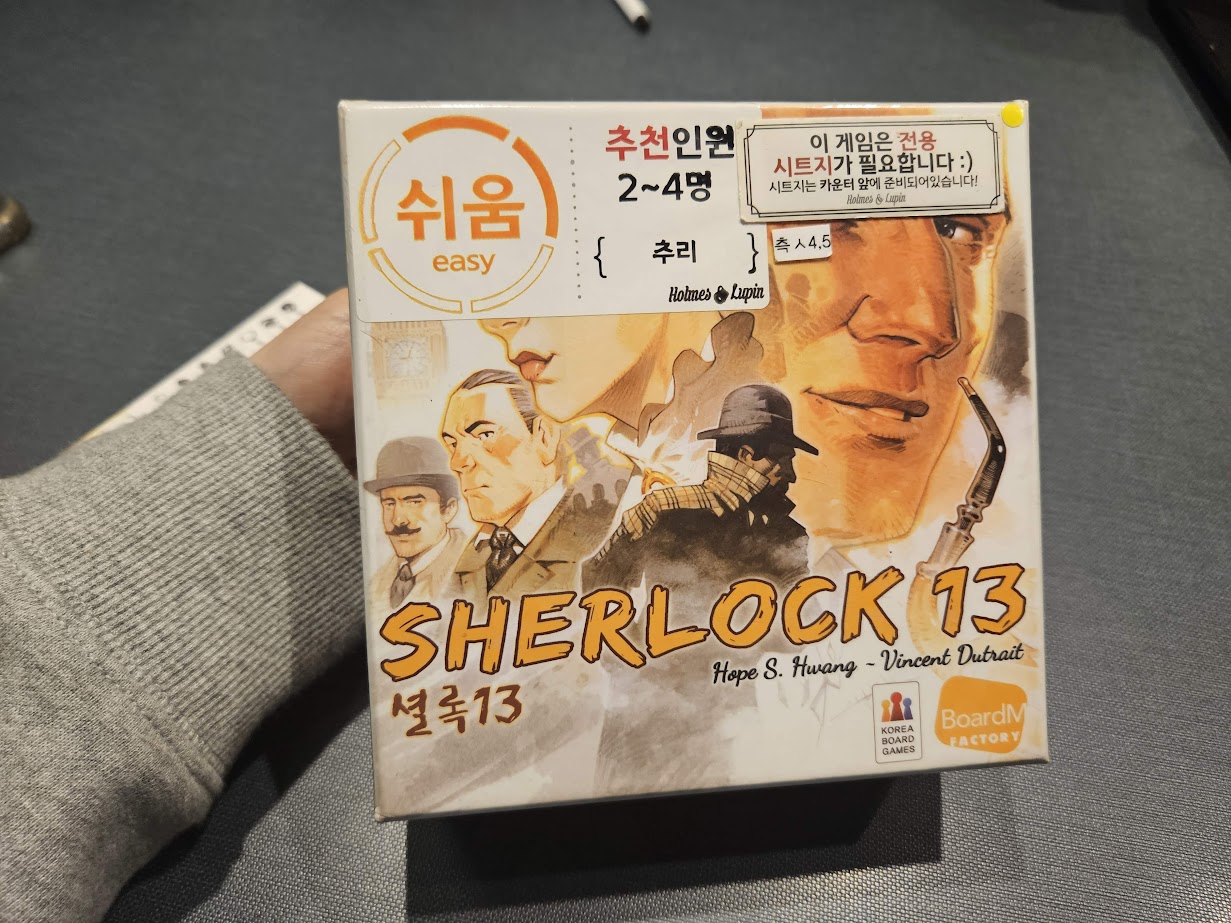 쉬움
easy
추천인원
2~4명
{ 추리 }
Holmes & Lupin
이 게임은 전용
시트지가 필요합니다 :)
시트지는 카운터 앞에 준비되어있습니다!
Holmes & Lupin
측 ㅅ 4,5
SHERLOCK 13
Hope S. Hwang ~ Vincent Dutrait
셜록13
KOREA
BOARD
GAMES
BoardM
FACTORY